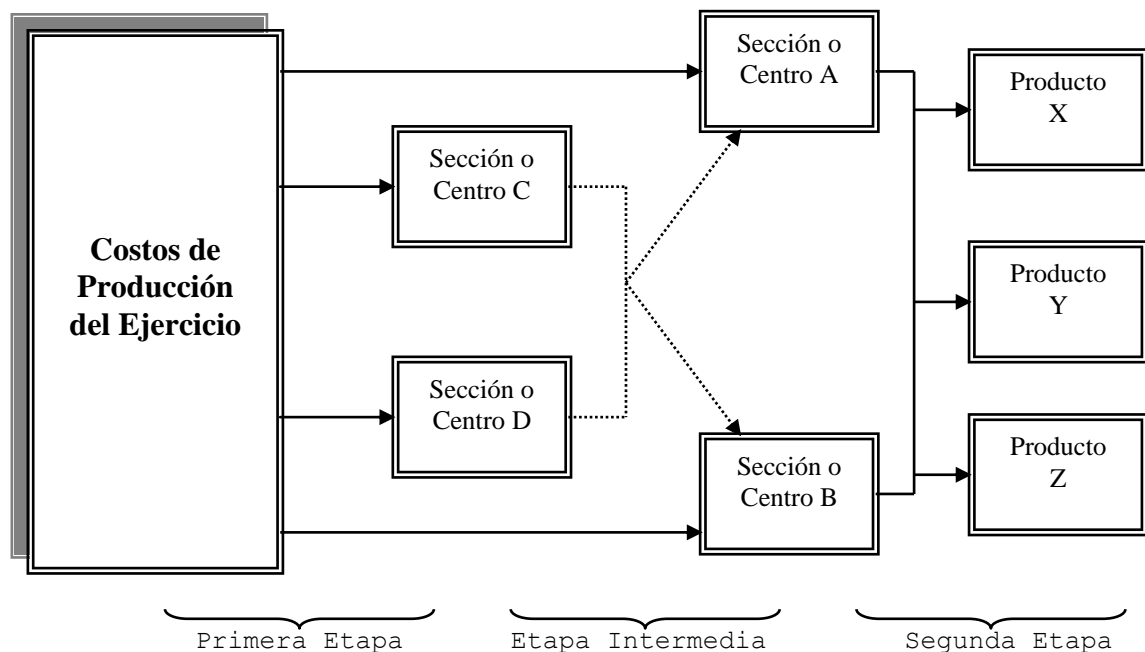 Sección o
Centro A
Producto
X
Sección o
Centro C
Costos de
Producción
del Ejercicio
Producto
Y
Sección o
Centro D
Sección o
Centro B
Producto
Z
Primera Etapa
Etapa Intermedia
Segunda Etapa